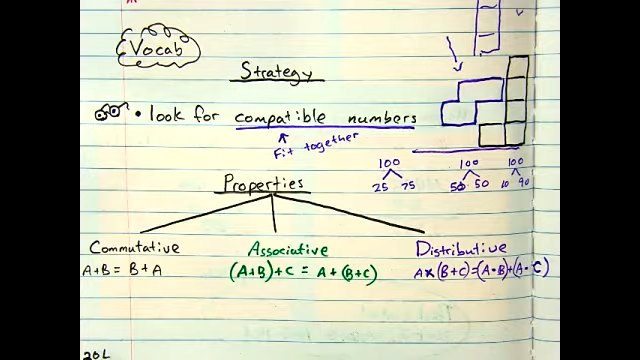 Vocab
Strategy
• look for compatible numbers
Fit together
100 100 100
25 75 50 50 10 90
Properties
Commutative Associative Distributive
A+B = B+A (A+B)+C = A+(B+C) A×(B+C)=(A•B)+(A•C)
20L